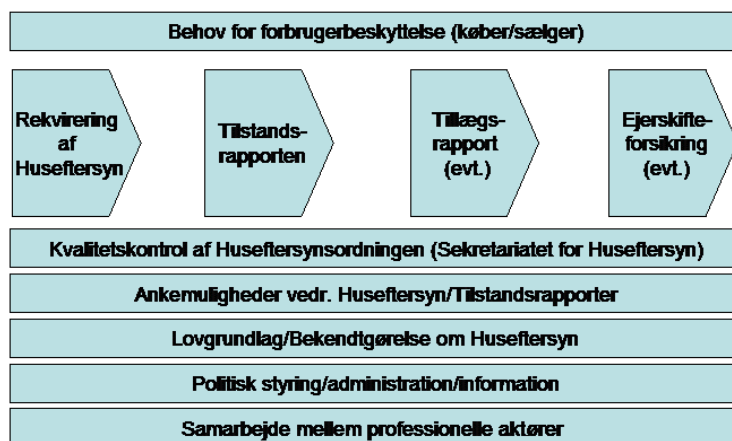 Behov for forbrugerbeskyttelse (køber/sælger)
Rekvirering
af
Huseftersyn
Tilstands-
rapporten
Tillægs-
rapport
(evt.)
Ejerskifte-
forsikring
(evt.)
Kvalitetskontrol af Huseftersynsordningen (Sekretariatet for Huseftersyn)
Ankemuligheder vedr. Huseftersyn/Tilstandsrapporter
Lovgrundlag/Bekendtgørelse om Huseftersyn
Politisk styring/administration/information
Samarbejde mellem professionelle aktører